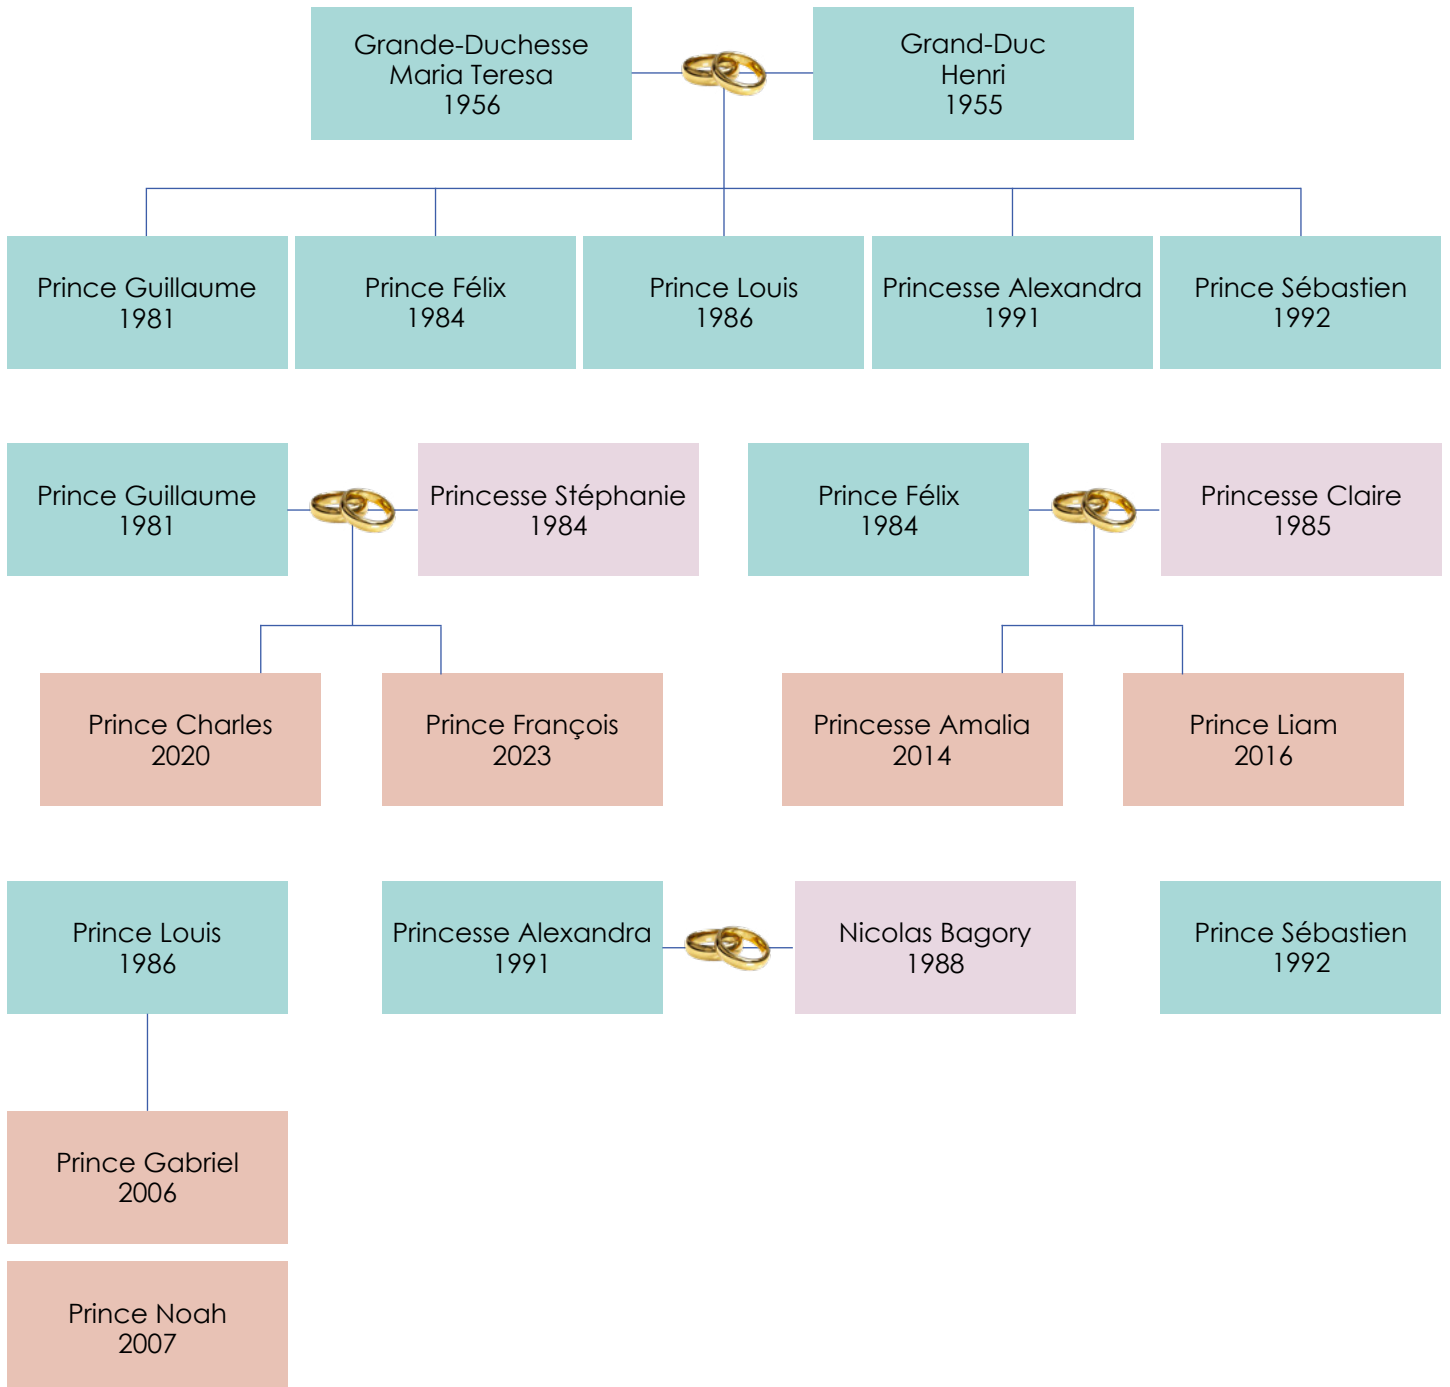 Grande-Duchesse
Maria Teresa
1956
Grand-Duc
Henri
1955
Prince Guillaume
1981
Prince Félix
1984
Prince Louis
1986
Princesse Alexandra
1991
Prince Sébastien
1992
Prince Guillaume
1981
Princesse Stéphanie
1984
Prince Félix
1984
Princesse Claire
1985
Prince Charles
2020
Prince François
2023
Princesse Amalia
2014
Prince Liam
2016
Prince Louis
1986
Princesse Alexandra
1991
Nicolas Bagory
1988
Prince Sébastien
1992
Prince Gabriel
2006
Prince Noah
2007